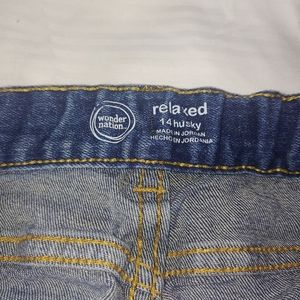 wonder
nation
relaxed
14 husky
MADE IN JORDAN
HECHO EN JORDANIA